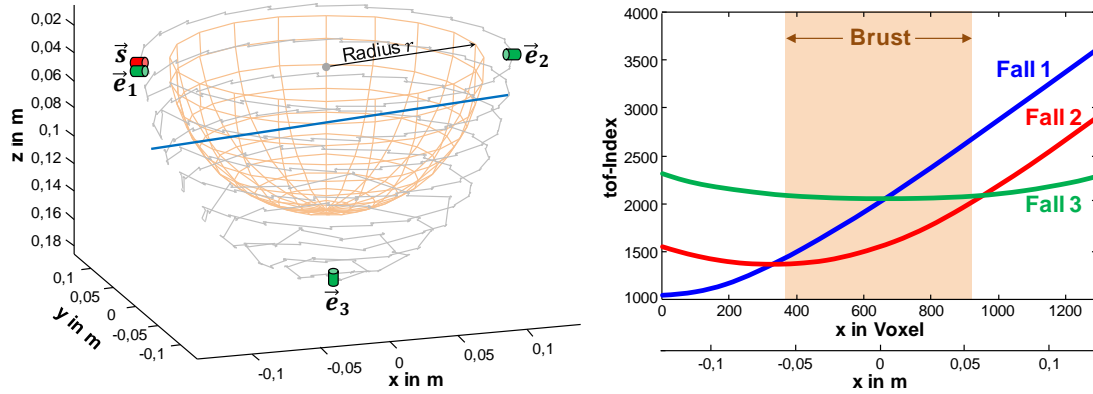 0,02
0,04
0,06
0,08
0,1
0,12
0,14
0,16
0,18
z in m
0,1
0,05
0
-0,05
-0,1
y in m
-0,1
-0,05
0
0,05
0,1
x in m
s⃗
e⃗₁
e⃗₂
e⃗₃
Radius r
4000
3500
3000
2500
2000
1500
1000
tof-Index
Brust
Fall 1
Fall 2
Fall 3
0 200 400 600 800 1000 1200
x in Voxel
-0,1 -0,05 0 0,05 0,1
x in m